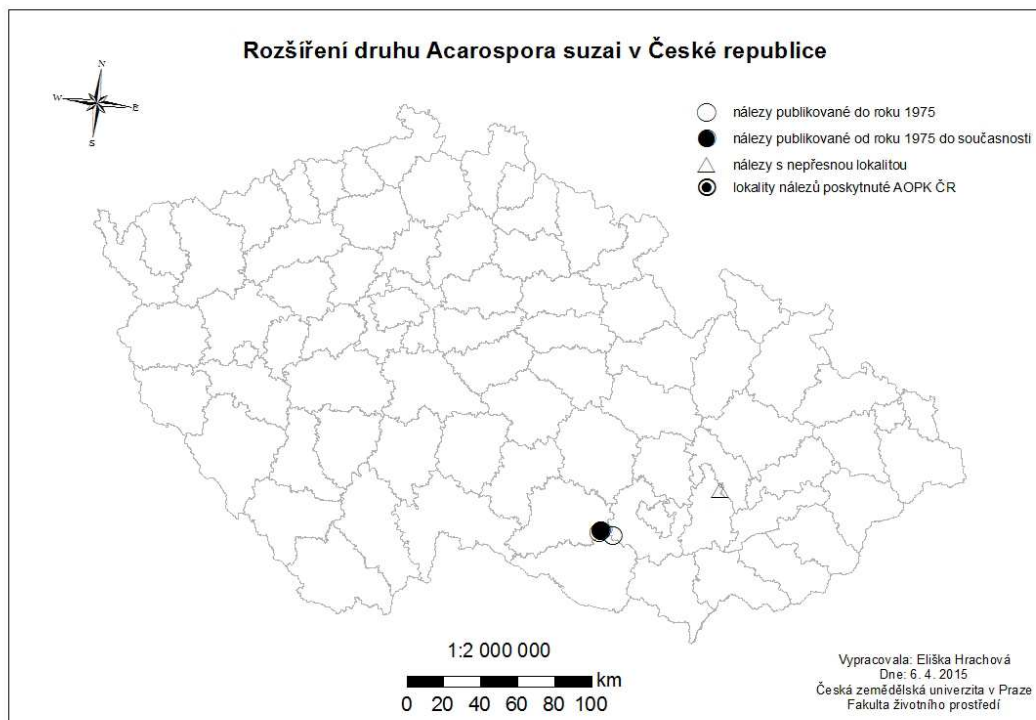 Rozšíření druhu Acarospora suzai v České republice
N
W
E
S
nálezy publikované do roku 1975
nálezy publikované od roku 1975 do současnosti
nálezy s nepřesnou lokalitou
lokality nálezů poskytnuté AOPK ČR
1:2 000 000
km
0 20 40 60 80 100
Vypracovala: Eliška Hrachová
Dne: 6. 4. 2015
Česká zemědělská univerzita v Praze
Fakulta životního prostředí